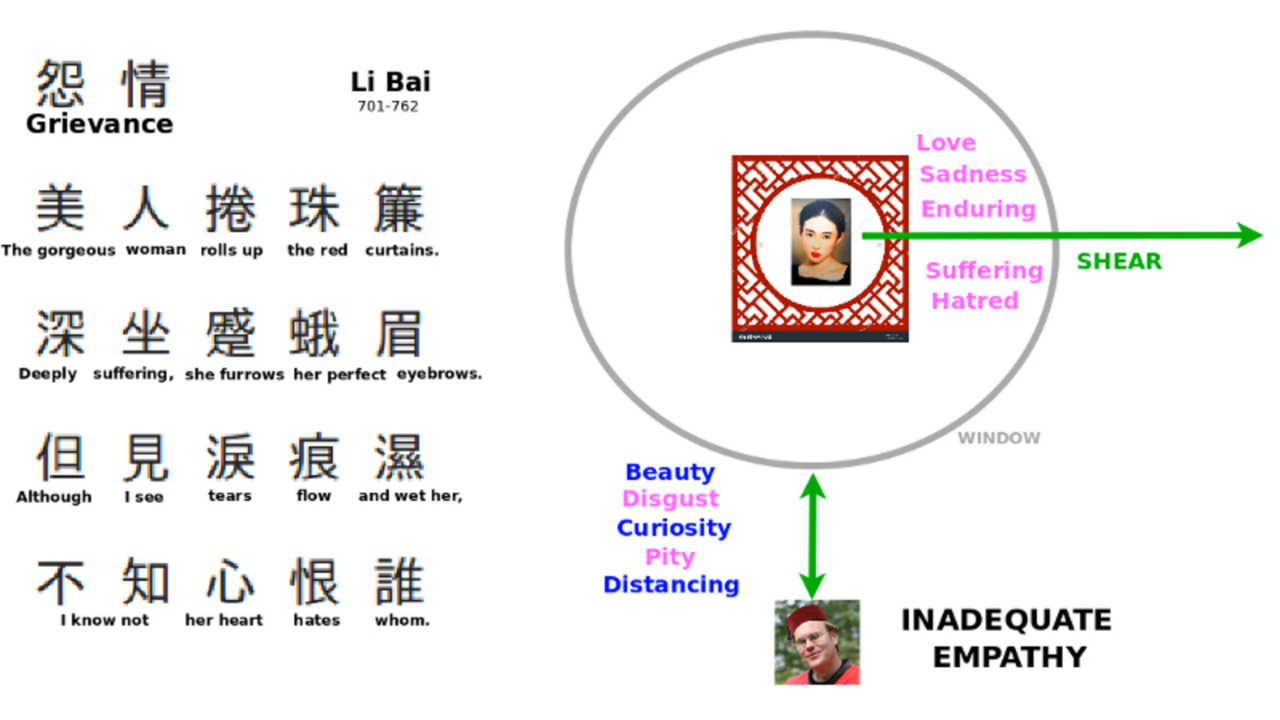 怨情
Grievance
Li Bai
701-762
美人捲珠簾
The gorgeous woman rolls up the red curtains.
深坐蹙蛾眉
Deeply suffering, she furrows her perfect eyebrows.
但見淚痕濕
Although I see tears flow and wet her,
不知心恨誰
I know not her heart hates whom.
Love
Sadness
Enduring
SHEAR
Suffering
Hatred
WINDOW
Beauty
Disgust
Curiosity
Pity
Distancing
INADEQUATE
EMPATHY